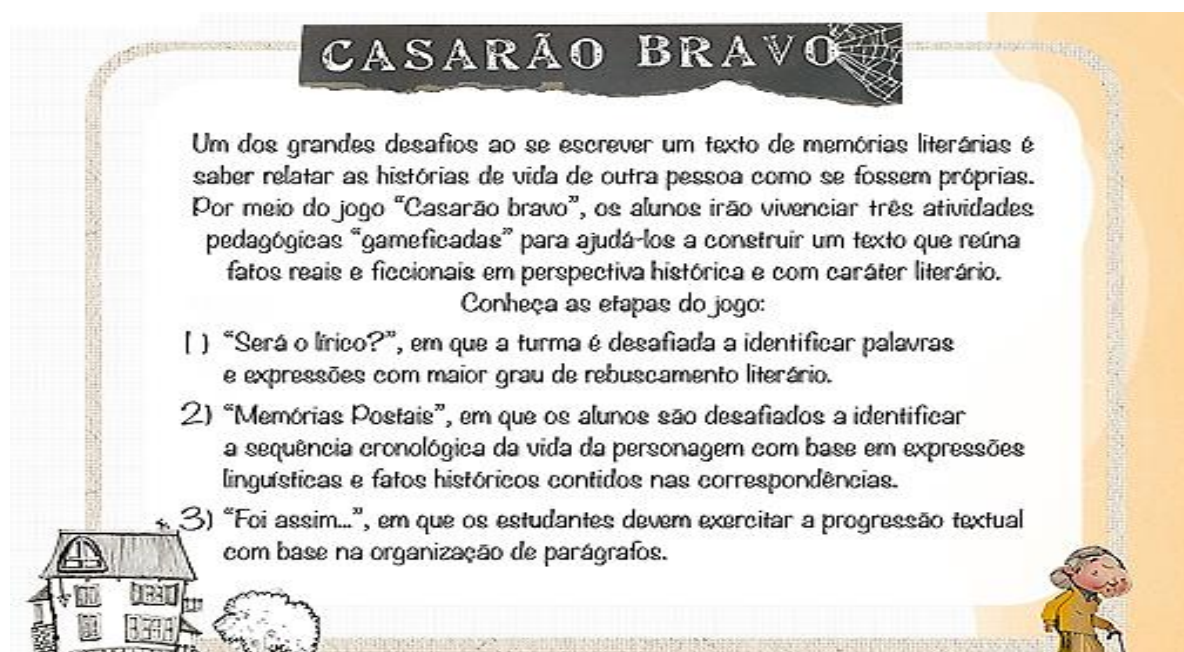 CASARÃO BRAVO
Um dos grandes desafios ao se escrever um texto de memórias literárias é
saber relatar as histórias de vida de outra pessoa como se fossem próprias.
Por meio do jogo “Casarão bravo”, os alunos irão vivenciar três atividades
pedagógicas “gameficadas” para ajudá-los a construir um texto que reúna
fatos reais e ficcionais em perspectiva histórica e com caráter literário.
Conheça as etapas do jogo:
1) “Será o lírico?”, em que a turma é desafiada a identificar palavras
e expressões com maior grau de rebuscamento literário.
2) “Memórias Postais”, em que os alunos são desafiados a identificar
a sequência cronológica da vida da personagem com base em expressões
linguísticas e fatos históricos contidos nas correspondências.
3) “Foi assim...”, em que os estudantes devem exercitar a progressão textual
com base na organização de parágrafos.